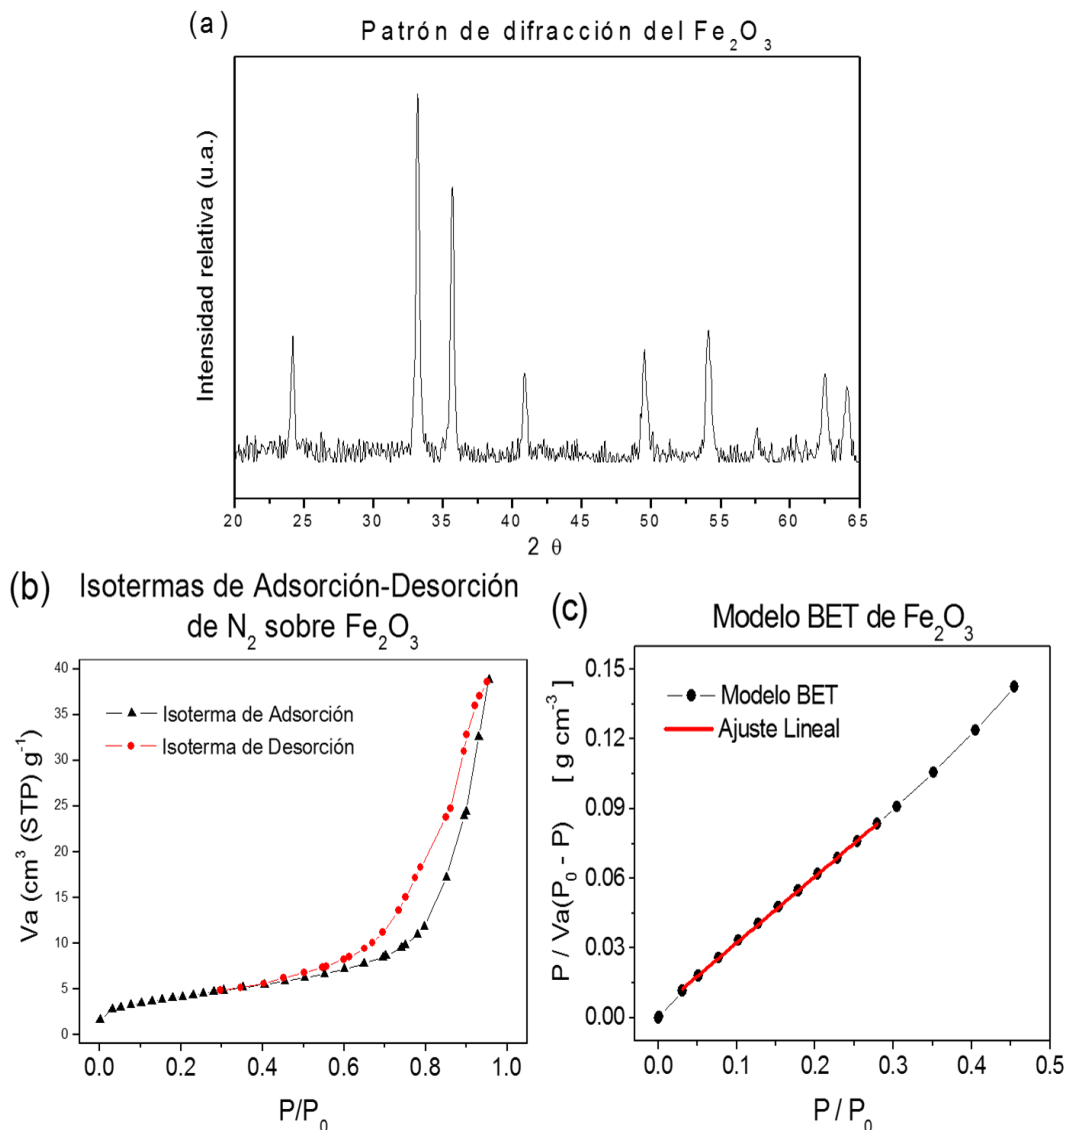 (a)
Patrón de difracción del Fe₂O₃
Intensidad relativa (u.a.)
20 25 30 35 40 45 50 55 60 65
2 θ
(b) Isotermas de Adsorción-Desorción
de N₂ sobre Fe₂O₃
Va (cm³ (STP) g⁻¹)
40
35
30
25
20
15
10
5
0
Isoterma de Adsorción
Isoterma de Desorción
0.0 0.2 0.4 0.6 0.8 1.0
P/P₀
(c)
Modelo BET de Fe₂O₃
P / Va(P₀ - P) [ g cm⁻³ ]
0.15
0.12
0.09
0.06
0.03
0.00
Modelo BET
Ajuste Lineal
0.0 0.1 0.2 0.3 0.4 0.5
P / P₀